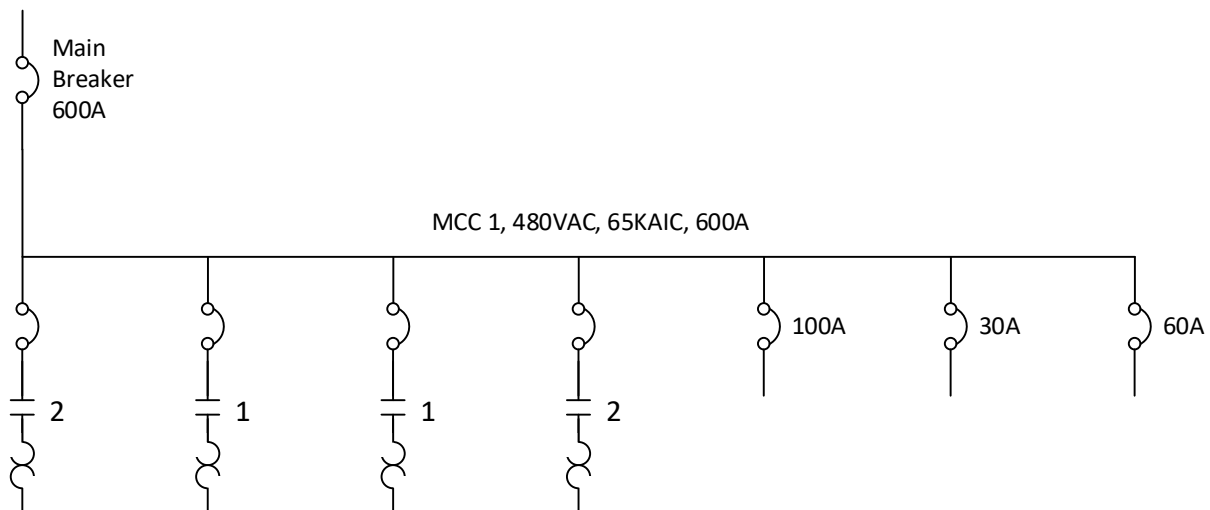 Main
Breaker
600A
MCC 1, 480VAC, 65KAIC, 600A
100A
30A
60A
2
1
1
2